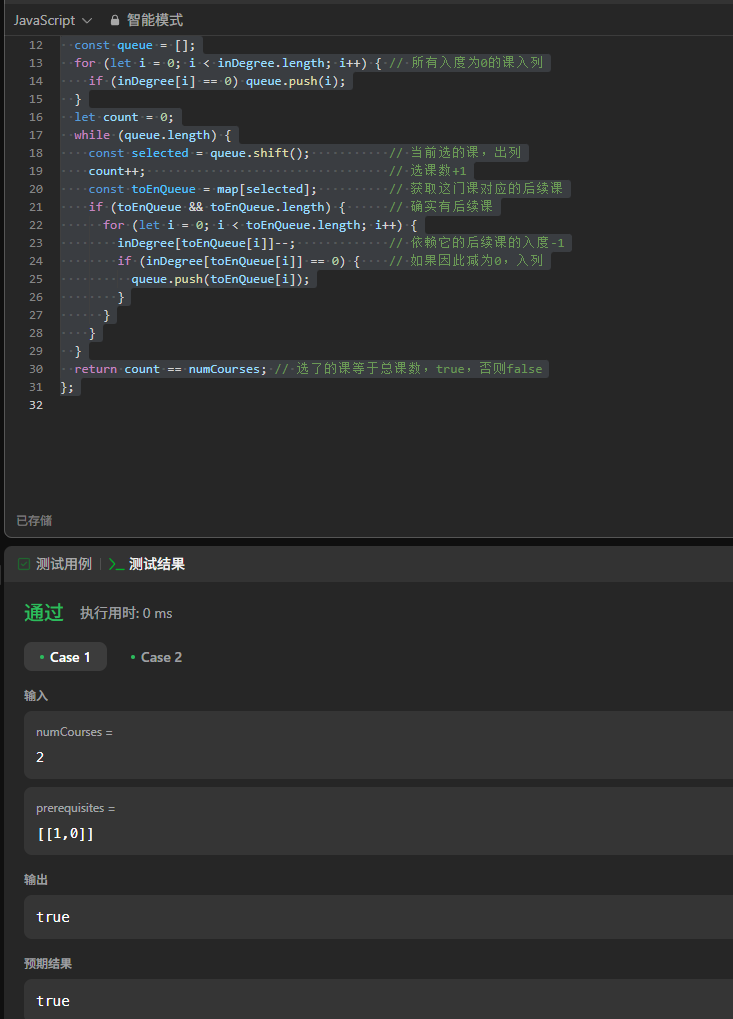 JavaScript 智能模式
12 const queue = [];
13 for (let i = 0; i < inDegree.length; i++) { // 所有入度为0的课入列
14 if (inDegree[i] == 0) queue.push(i);
15 }
16 let count = 0;
17 while (queue.length) {
18 const selected = queue.shift(); // 当前选的课，出列
19 count++; // 选课数+1
20 const toEnQueue = map[selected]; // 获取这门课对应的后续课
21 if (toEnQueue && toEnQueue.length) { // 确实有后续课
22 for (let i = 0; i < toEnQueue.length; i++) {
23 inDegree[toEnQueue[i]]--; // 依赖它的后续课的入度-1
24 if (inDegree[toEnQueue[i]] == 0) { // 如果因此减为0，入列
25 queue.push(toEnQueue[i]);
26 }
27 }
28 }
29 }
30 return count == numCourses; // 选了的课等于总课数，true，否则false
31 };
32
已存储
测试用例 | >_ 测试结果
通过 执行用时: 0 ms
• Case 1 • Case 2
输入
numCourses =
2
prerequisites =
[[1,0]]
输出
true
预期结果
true